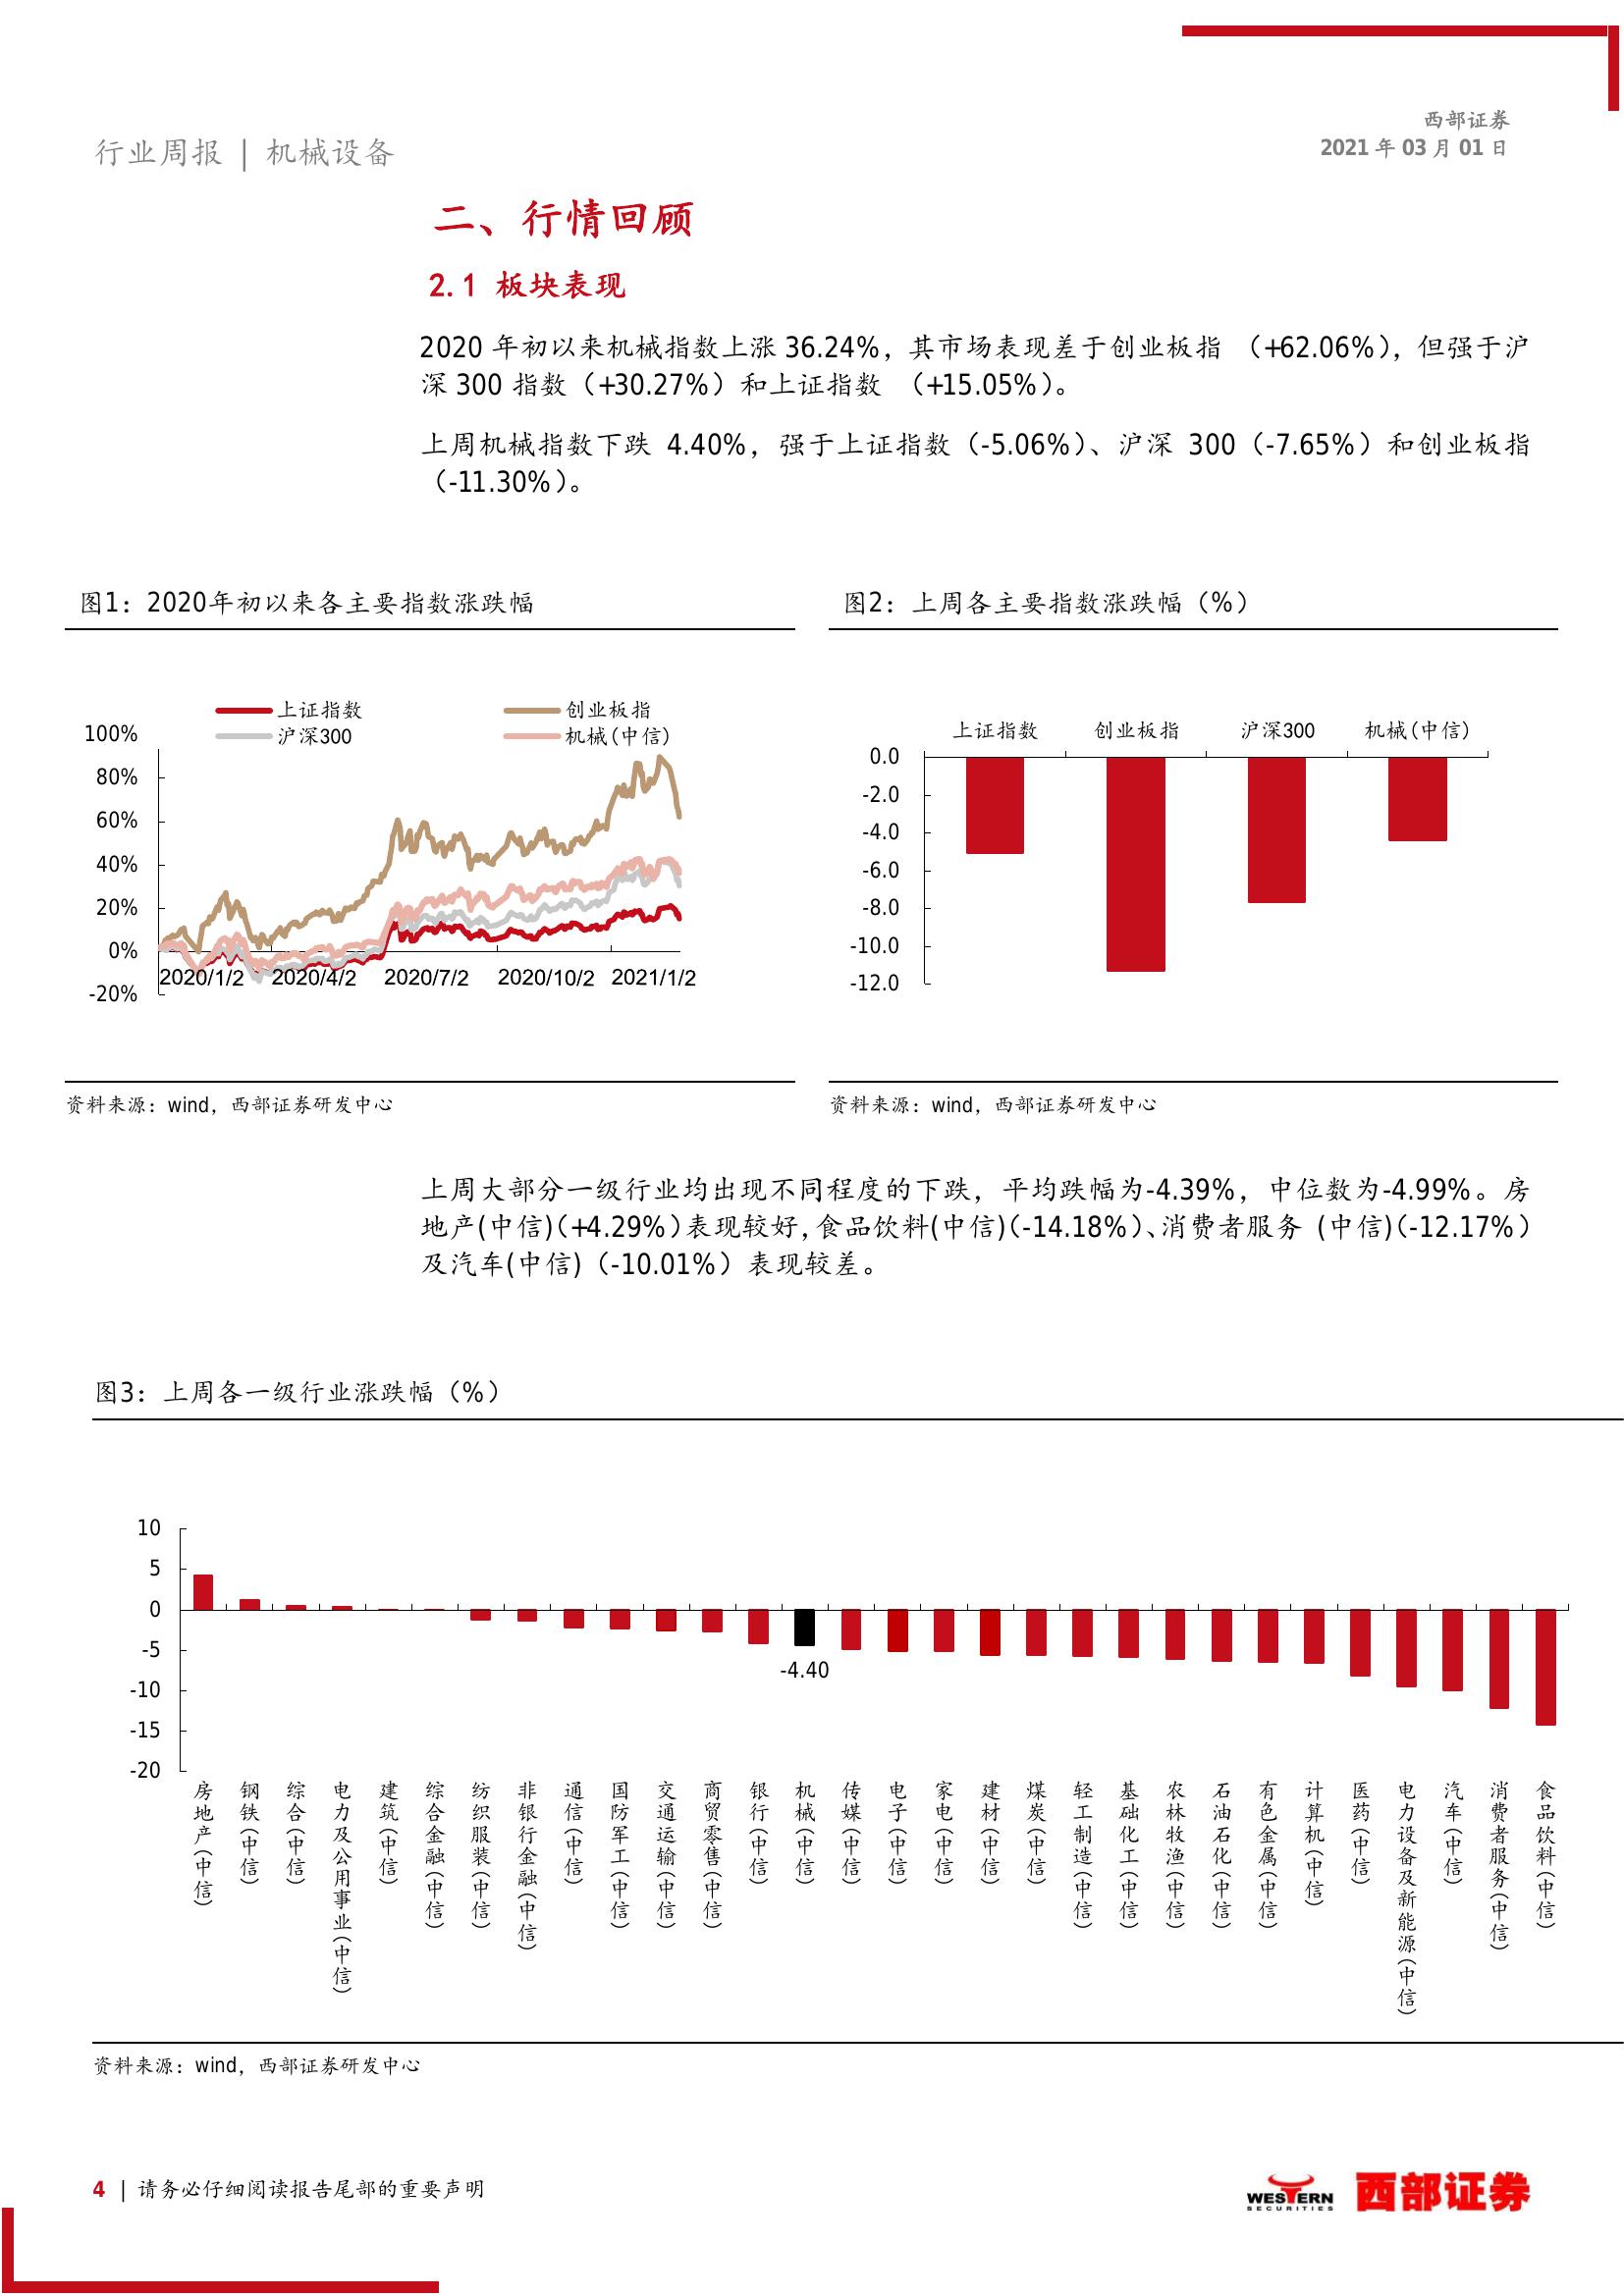 西部证券
2021 年 03 月 01 日
行业周报 | 机械设备
二、行情回顾
2.1 板块表现
2020 年初以来机械指数上涨 36.24%，其市场表现差于创业板指 （+62.06%），但强于沪
深 300 指数（+30.27%）和上证指数 （+15.05%）。
上周机械指数下跌 4.40%，强于上证指数（-5.06%）、沪深 300（-7.65%）和创业板指
（-11.30%）。
图1：2020年初以来各主要指数涨跌幅
上证指数
创业板指
沪深300
机械(中信)
100%
80%
60%
40%
20%
0%
-20%
2020/1/2
2020/4/2
2020/7/2
2020/10/2
2021/1/2
资料来源：wind，西部证券研发中心
图2：上周各主要指数涨跌幅（%）
上证指数
创业板指
沪深300
机械(中信)
0.0
-2.0
-4.0
-6.0
-8.0
-10.0
-12.0
资料来源：wind，西部证券研发中心
上周大部分一级行业均出现不同程度的下跌，平均跌幅为-4.39%，中位数为-4.99%。房
地产(中信)（+4.29%）表现较好，食品饮料(中信)（-14.18%）、消费者服务 (中信)（-12.17%）
及汽车(中信)（-10.01%）表现较差。
图3：上周各一级行业涨跌幅（%）
10
5
0
-5
-10
-15
-20
-4.40
房地产(中信)
钢铁(中信)
综合(中信)
电力及公用事业(中信)
建筑(中信)
综合金融(中信)
纺织服装(中信)
非银行金融(中信)
通信(中信)
国防军工(中信)
交通运输(中信)
商贸零售(中信)
银行(中信)
机械(中信)
传媒(中信)
电子(中信)
家电(中信)
建材(中信)
煤炭(中信)
轻工制造(中信)
基础化工(中信)
农林牧渔(中信)
石油石化(中信)
有色金属(中信)
计算机(中信)
医药(中信)
电力设备及新能源(中信)
汽车(中信)
消费者服务(中信)
食品饮料(中信)
资料来源：wind，西部证券研发中心
4 | 请务必仔细阅读报告尾部的重要声明
WESTERN
SECURITIES
西部证券